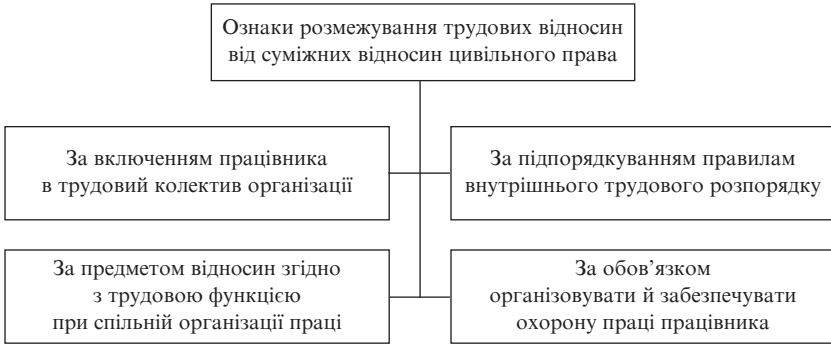 Ознаки розмежування трудових відносин
від суміжних відносин цивільного права
За включенням працівника
в трудовий колектив організації
За підпорядкуванням правилам
внутрішнього трудового розпорядку
За предметом відносин згідно
з трудовою функцією
при спільній організації праці
За обов’язком
організовувати й забезпечувати
охорону праці працівника